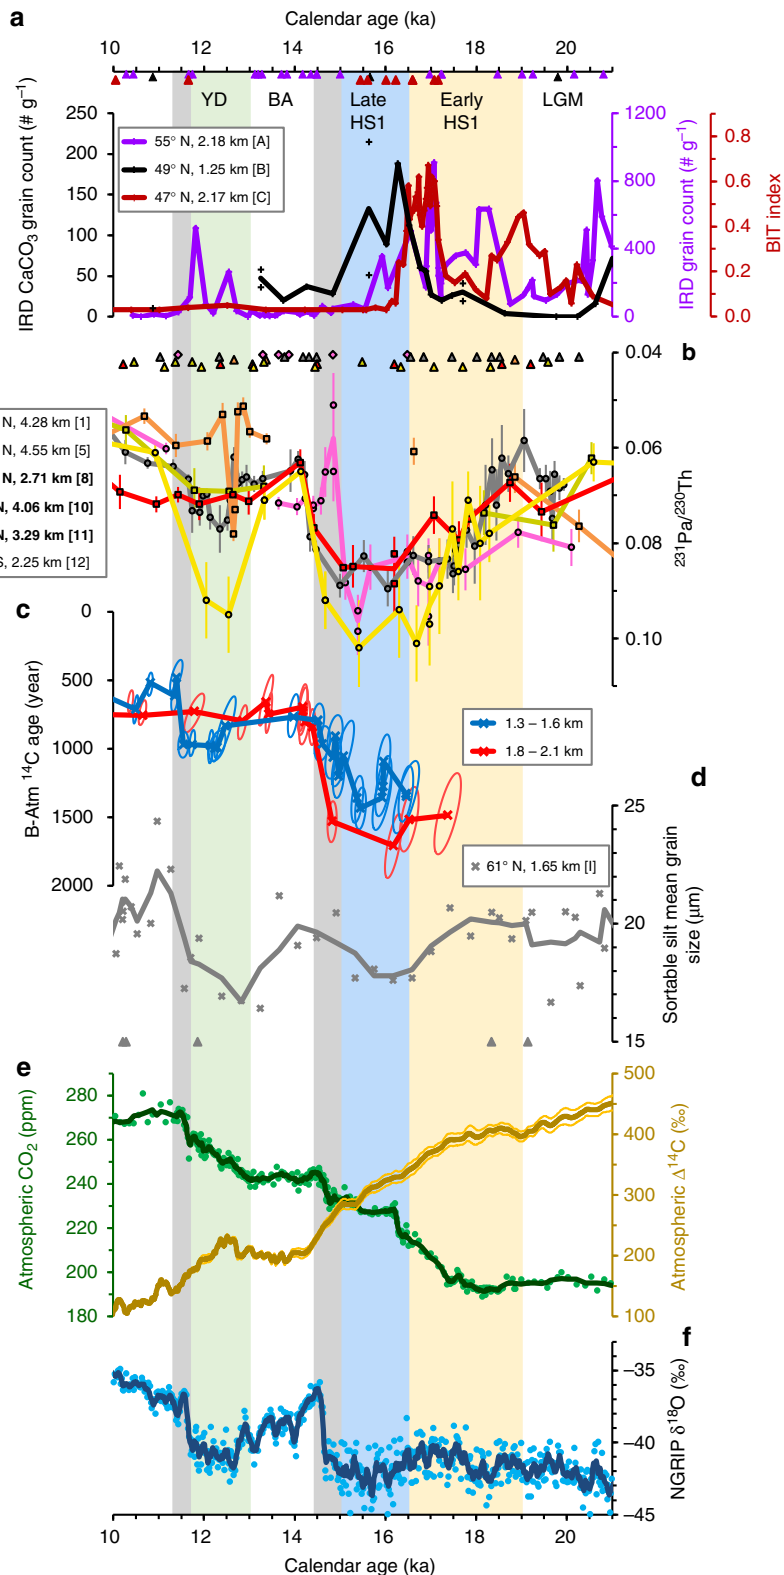 a
Calendar age (ka)
10 12 14 16 18 20
YD BA Late HS1 Early HS1 LGM
IRD CaCO₃ grain count (# g⁻¹)
250
200
150
100
50
0
55° N, 2.18 km [A]
49° N, 1.25 km [B]
47° N, 2.17 km [C]
1200
800
400
0
IRD grain count (# g⁻¹)
0.8
0.6
0.4
0.2
0.0
BIT index
b
N, 4.28 km [1]
N, 4.55 km [5]
2.71 km [8]
N, 4.06 km [10]
N, 3.29 km [11]
S, 2.25 km [12]
0.04
0.06
0.08
0.10
²³¹Pa/²³⁰Th
c
0
500
1000
1500
2000
B-Atm ¹⁴C age (year)
1.3 – 1.6 km
1.8 – 2.1 km
d
61° N, 1.65 km [I]
25
20
15
Sortable silt mean grain
size (µm)
e
280
260
240
220
200
180
Atmospheric CO₂ (ppm)
500
400
300
200
100
Atmospheric Δ¹⁴C (‰)
f
−35
−40
−45
NGRIP δ¹⁸O (‰)
10 12 14 16 18 20
Calendar age (ka)